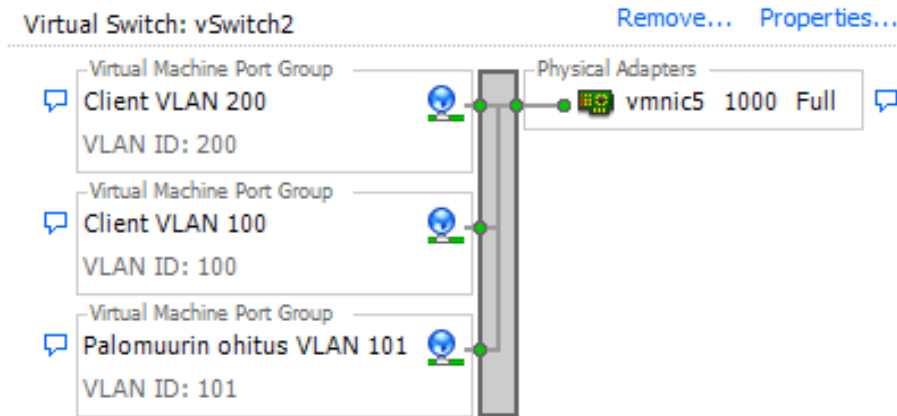 Virtual Switch: vSwitch2 Remove... Properties...
Virtual Machine Port Group Physical Adapters
Client VLAN 200 vmnic5 1000 Full
VLAN ID: 200
Virtual Machine Port Group
Client VLAN 100
VLAN ID: 100
Virtual Machine Port Group
Palomuurin ohitus VLAN 101
VLAN ID: 101